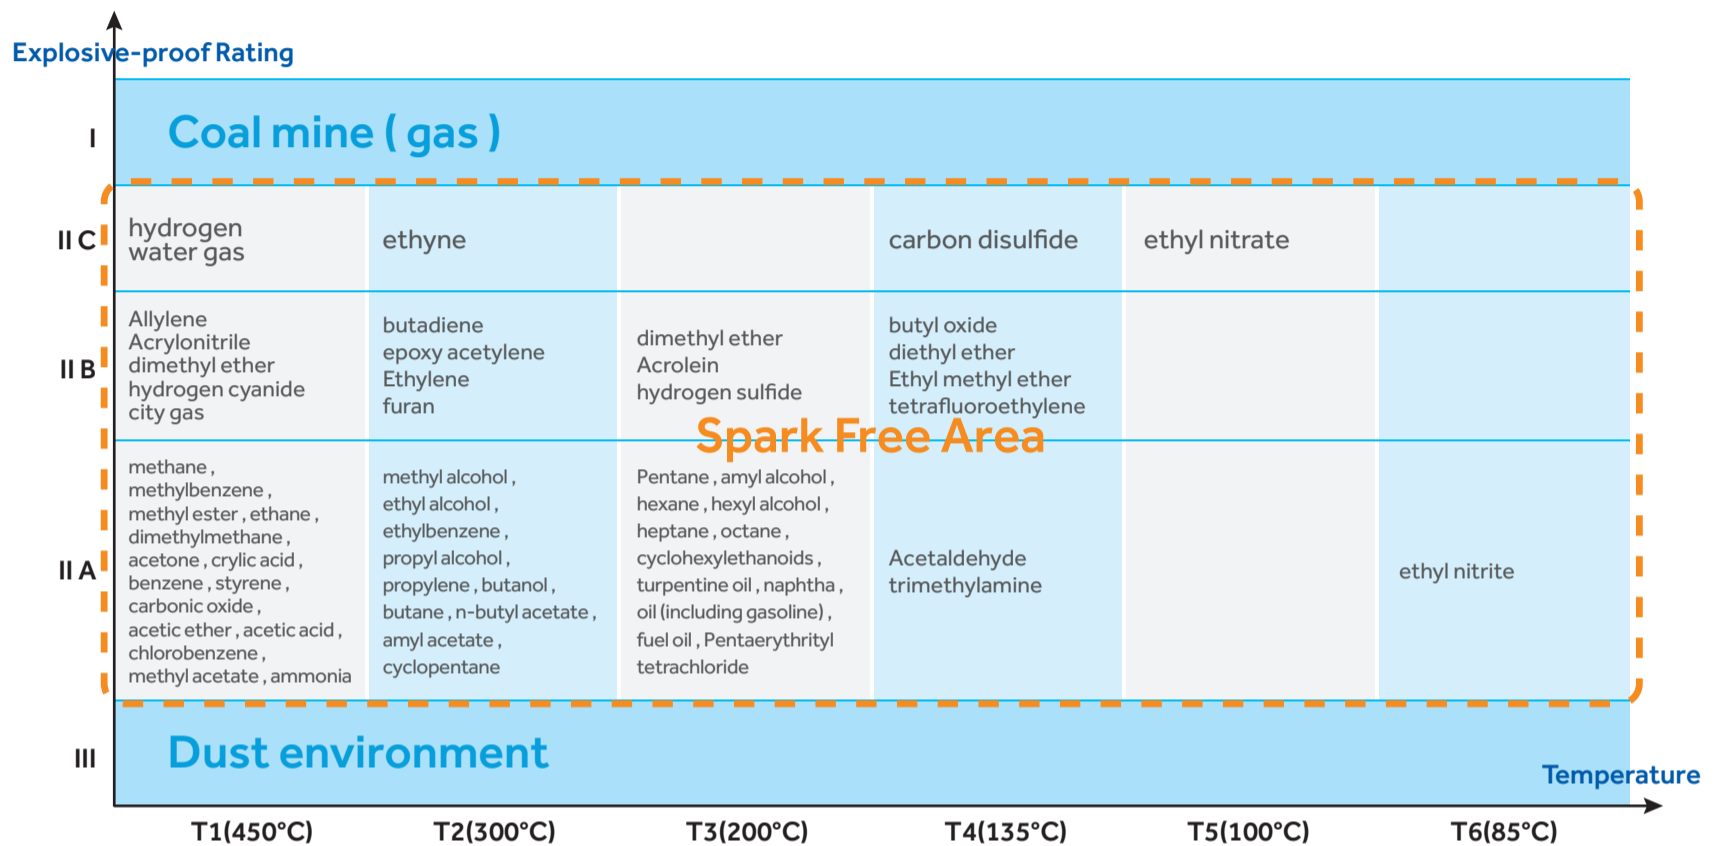 Explosive-proof Rating
I
Coal mine ( gas )
II C
hydrogen
water gas
ethyne
carbon disulfide
ethyl nitrate
II B
Allylene
Acrylonitrile
dimethyl ether
hydrogen cyanide
city gas
butadiene
epoxy acetylene
Ethylene
furan
dimethyl ether
Acrolein
hydrogen sulfide
butyl oxide
diethyl ether
Ethyl methyl ether
tetrafluoroethylene
Spark Free Area
II A
methane ,
methylbenzene ,
methyl ester , ethane ,
dimethylmethane ,
acetone , crylic acid ,
benzene , styrene ,
carbonic oxide ,
acetic ether , acetic acid ,
chlorobenzene ,
methyl acetate , ammonia
methyl alcohol ,
ethyl alcohol ,
ethylbenzene ,
propyl alcohol ,
propylene , butanol ,
butane , n-butyl acetate ,
amyl acetate ,
cyclopentane
Pentane , amyl alcohol ,
hexane , hexyl alcohol ,
heptane , octane ,
cyclohexylethanoids ,
turpentine oil , naphtha ,
oil (including gasoline) ,
fuel oil , Pentaerythrityl
tetrachloride
Acetaldehyde
trimethylamine
ethyl nitrite
III
Dust environment
Temperature
T1(450°C)
T2(300°C)
T3(200°C)
T4(135°C)
T5(100°C)
T6(85°C)